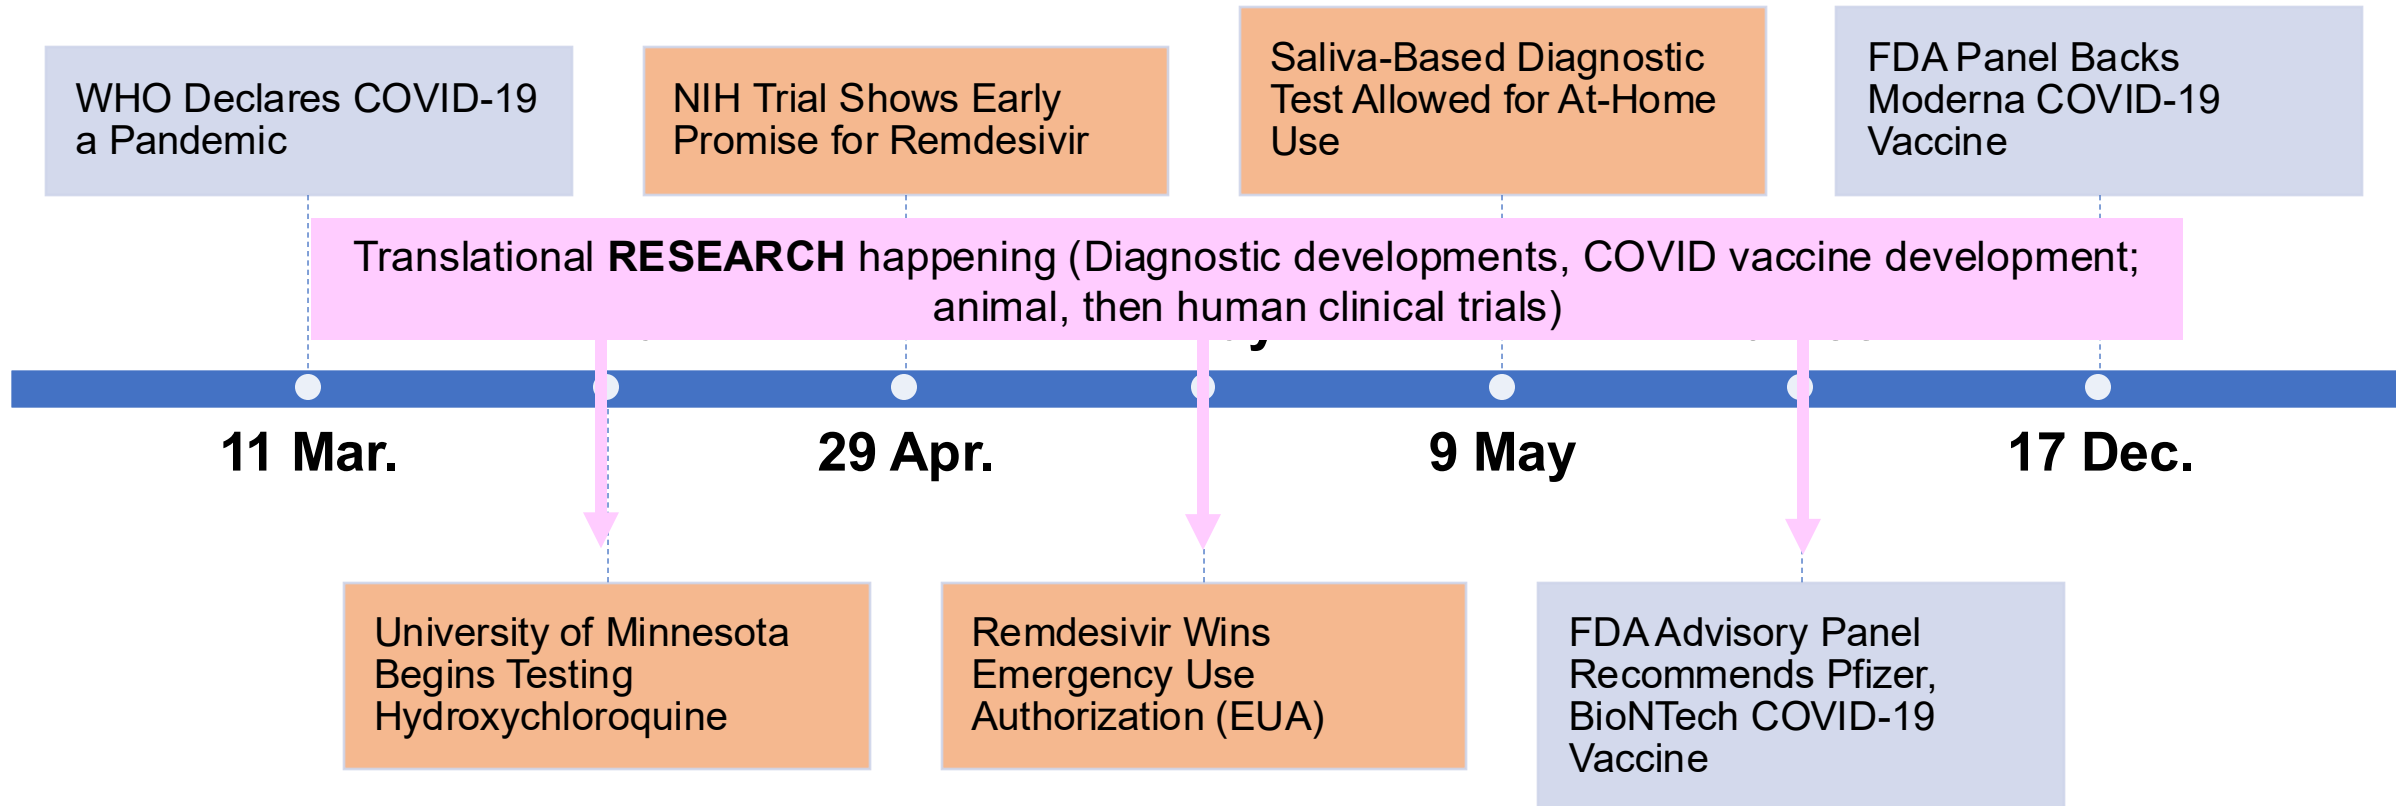 WHO Declares COVID-19
a Pandemic
NIH Trial Shows Early
Promise for Remdesivir
Saliva-Based Diagnostic
Test Allowed for At-Home
Use
FDA Panel Backs
Moderna COVID-19
Vaccine
Translational RESEARCH happening (Diagnostic developments, COVID vaccine development;
animal, then human clinical trials)
11 Mar.
29 Apr.
9 May
17 Dec.
University of Minnesota
Begins Testing
Hydroxychloroquine
Remdesivir Wins
Emergency Use
Authorization (EUA)
FDA Advisory Panel
Recommends Pfizer,
BioNTech COVID-19
Vaccine